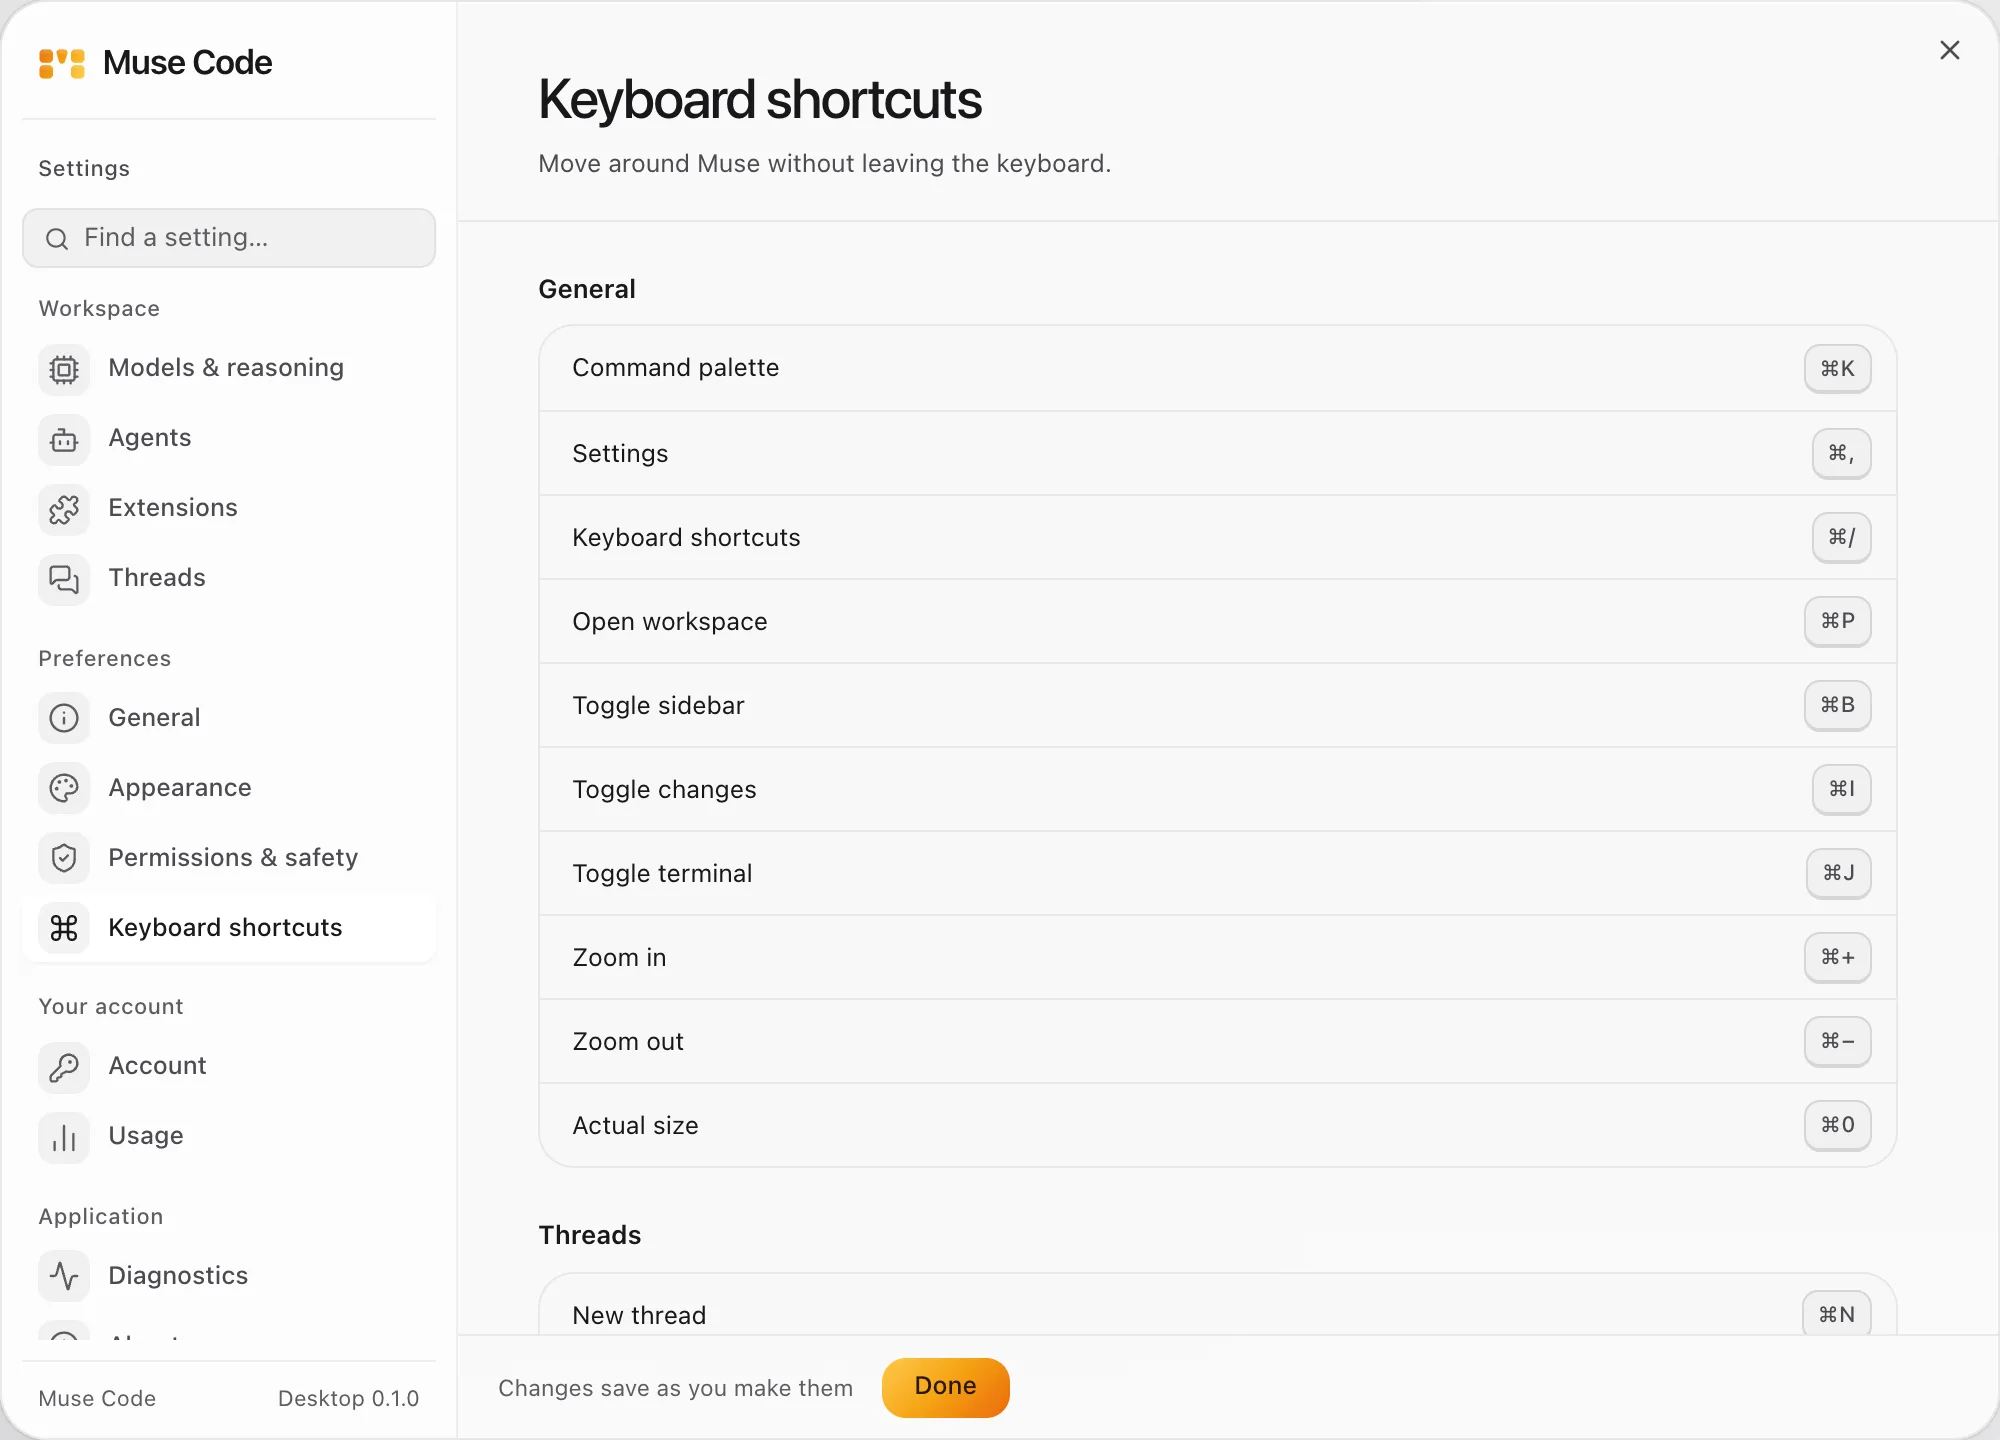 Muse Code
Settings
Find a setting...
Workspace
Models & reasoning
Agents
Extensions
Threads
Preferences
General
Appearance
Permissions & safety
Keyboard shortcuts
Your account
Account
Usage
Application
Diagnostics
Muse Code
Desktop 0.1.0
Keyboard shortcuts
Move around Muse without leaving the keyboard.
General
Command palette ⌘K
Settings ⌘,
Keyboard shortcuts ⌘/
Open workspace ⌘P
Toggle sidebar ⌘B
Toggle changes ⌘I
Toggle terminal ⌘J
Zoom in ⌘+
Zoom out ⌘−
Actual size ⌘0
Threads
New thread ⌘N
Changes save as you make them
Done